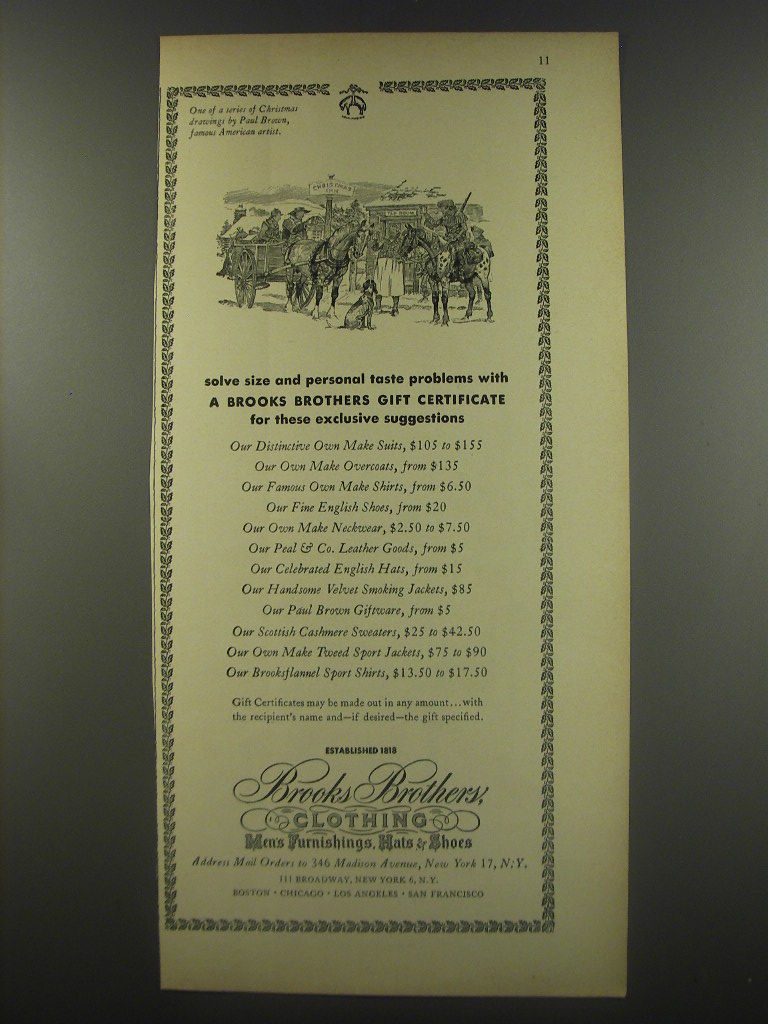 11
One of a series of Christmas
drawings by Paul Brown,
famous American artist.
CHRISTMAS
INN
TAP ROOM
solve size and personal taste problems with
A BROOKS BROTHERS GIFT CERTIFICATE
for these exclusive suggestions
Our Distinctive Own Make Suits, $105 to $155
Our Own Make Overcoats, from $135
Our Famous Own Make Shirts, from $6.50
Our Fine English Shoes, from $20
Our Own Make Neckwear, $2.50 to $7.50
Our Peal & Co. Leather Goods, from $5
Our Celebrated English Hats, from $15
Our Handsome Velvet Smoking Jackets, $85
Our Paul Brown Giftware, from $5
Our Scottish Cashmere Sweaters, $25 to $42.50
Our Own Make Tweed Sport Jackets, $75 to $90
Our Brooksflannel Sport Shirts, $13.50 to $17.50
Gift Certificates may be made out in any amount...with
the recipient's name and—if desired—the gift specified.
ESTABLISHED 1818
Brooks Brothers,
CLOTHING
Men's Furnishings, Hats & Shoes
Address Mail Orders to 346 Madison Avenue, New York 17, N.Y.
111 BROADWAY, NEW YORK 6, N.Y.
BOSTON · CHICAGO · LOS ANGELES · SAN FRANCISCO